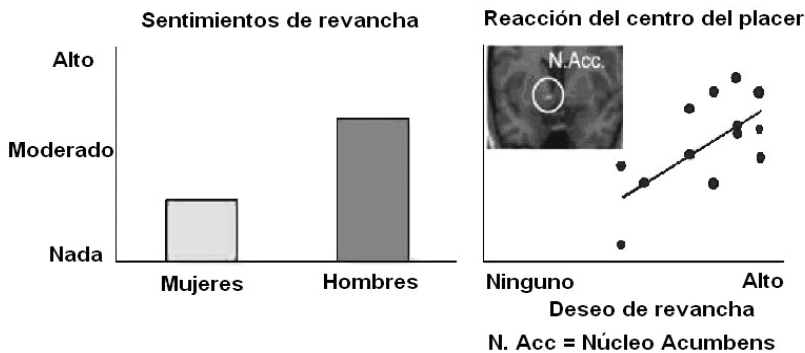 Sentimientos de revancha
Alto
Moderado
Nada
Mujeres
Hombres
Reacción del centro del placer
N.Acc.
Ninguno
Alto
Deseo de revancha
N. Acc = Núcleo Acumbens